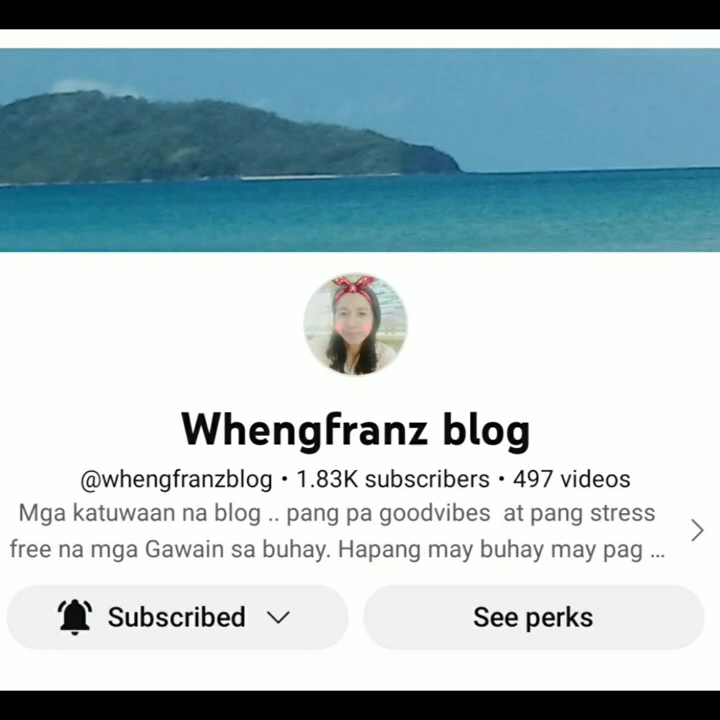 Whengfranz blog
@whengfranzblog • 1.83K subscribers • 497 videos
Mga katuwaan na blog .. pang pa goodvibes at pang stress
free na mga Gawain sa buhay. Hapang may buhay may pag ...
Subscribed
See perks